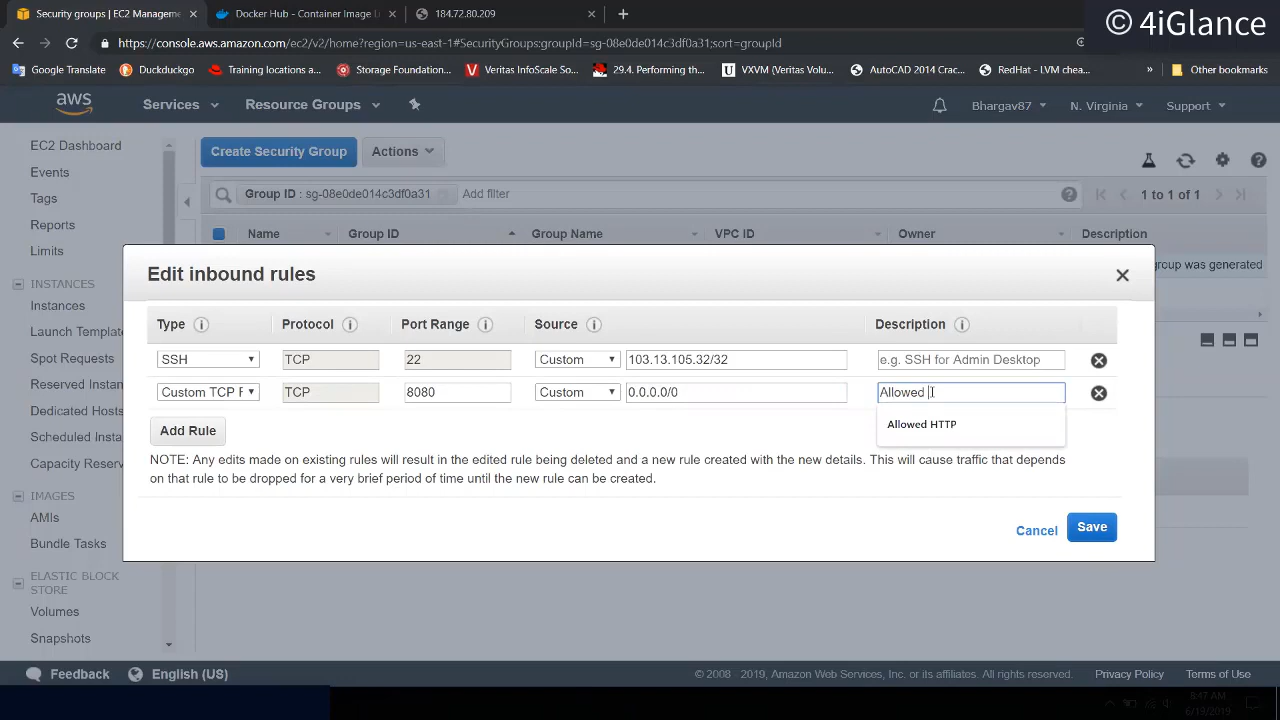 Security groups | EC2 Managemen
Docker Hub - Container Image Li
184.72.80.209
© 4iGlance
https://console.aws.amazon.com/ec2/v2/home?region=us-east-1#SecurityGroups:groupId=sg-08e0de014c3df0a31;sort=groupId
Google Translate
Duckduckgo
Training locations a...
Storage Foundation...
Veritas InfoScale So...
29.4. Performing th...
VXVM (Veritas Volu...
AutoCAD 2014 Crac...
RedHat - LVM chea...
Other bookmarks
aws
Services
Resource Groups
Bhargav87
N. Virginia
Support
EC2 Dashboard
Events
Tags
Reports
Limits
INSTANCES
Instances
Launch Template
Spot Requests
Reserved Instan
Dedicated Hosts
Scheduled Instan
Capacity Reserv
IMAGES
AMIs
Bundle Tasks
ELASTIC BLOCK
STORE
Volumes
Snapshots
Create Security Group
Actions
Group ID : sg-08e0de014c3df0a31
Add filter
1 to 1 of 1
Name
Group ID
Group Name
VPC ID
Owner
Description
group was generated
Edit inbound rules
Type
Protocol
Port Range
Source
Description
SSH
TCP
22
Custom
103.13.105.32/32
e.g. SSH for Admin Desktop
Custom TCP F
TCP
8080
Custom
0.0.0.0/0
Allowed
Allowed HTTP
Add Rule
NOTE: Any edits made on existing rules will result in the edited rule being deleted and a new rule created with the new details. This will cause traffic that depends
on that rule to be dropped for a very brief period of time until the new rule can be created.
Cancel
Save
Feedback
English (US)
© 2008 - 2019, Amazon Web Services, Inc. or its affiliates. All rights reserved.
Privacy Policy
Terms of Use
8:47 AM
6/19/2019